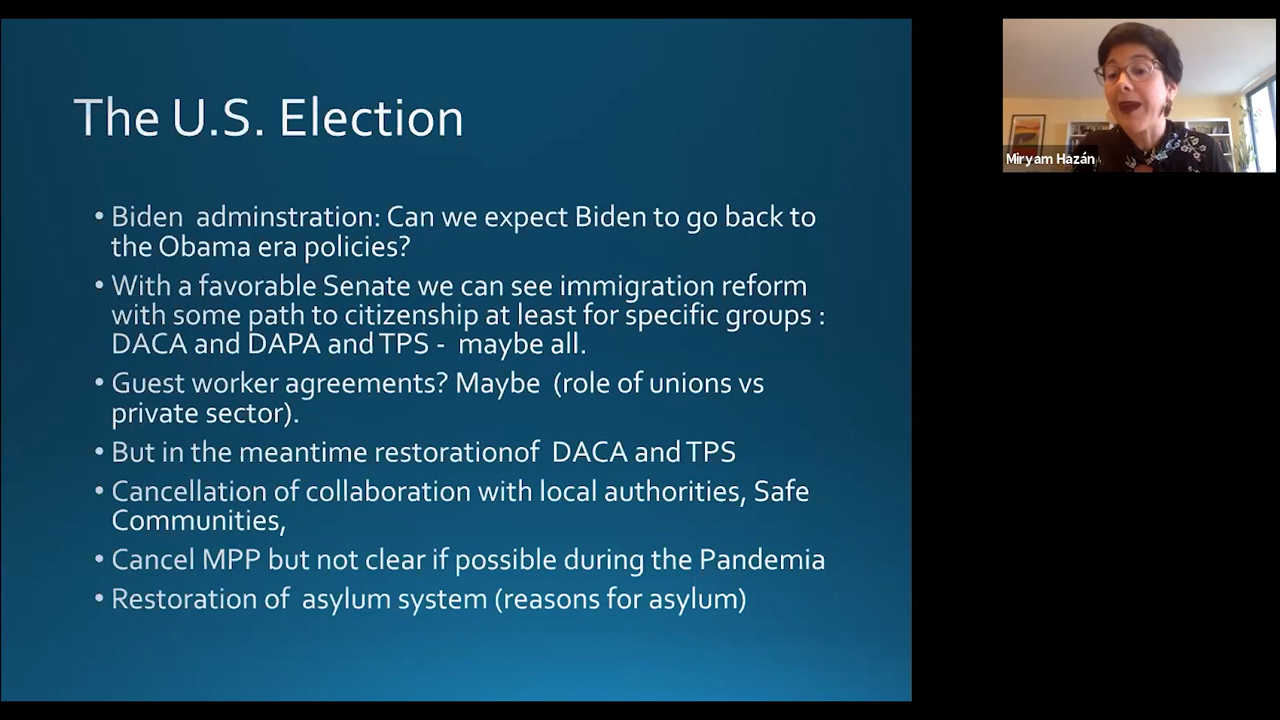 The U.S. Election
• Biden adminstration: Can we expect Biden to go back to
the Obama era policies?
• With a favorable Senate we can see immigration reform
with some path to citizenship at least for specific groups :
DACA and DAPA and TPS - maybe all.
• Guest worker agreements? Maybe (role of unions vs
private sector).
• But in the meantime restorationof DACA and TPS
• Cancellation of collaboration with local authorities, Safe
Communities,
• Cancel MPP but not clear if possible during the Pandemia
• Restoration of asylum system (reasons for asylum)
Miryam Hazán